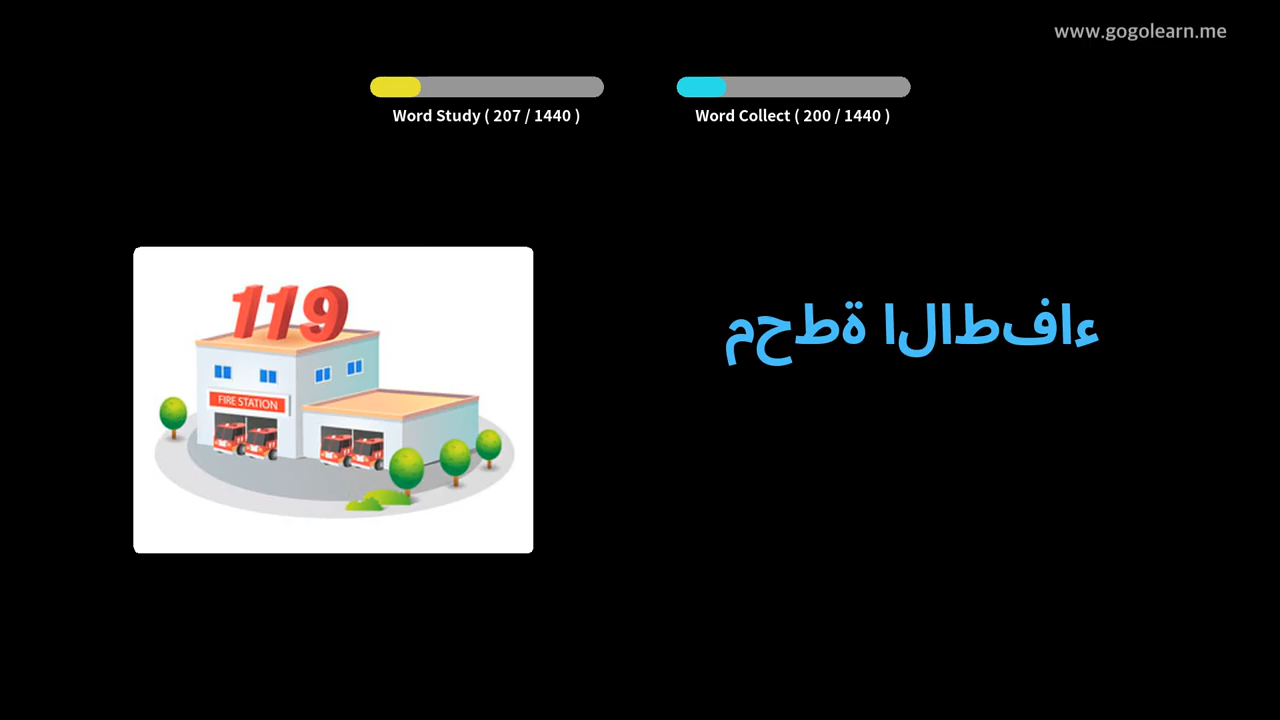 www.gogolearn.me
Word Study ( 207 / 1440 )
Word Collect ( 200 / 1440 )
119
FIRE STATION
محطة الاطفاء